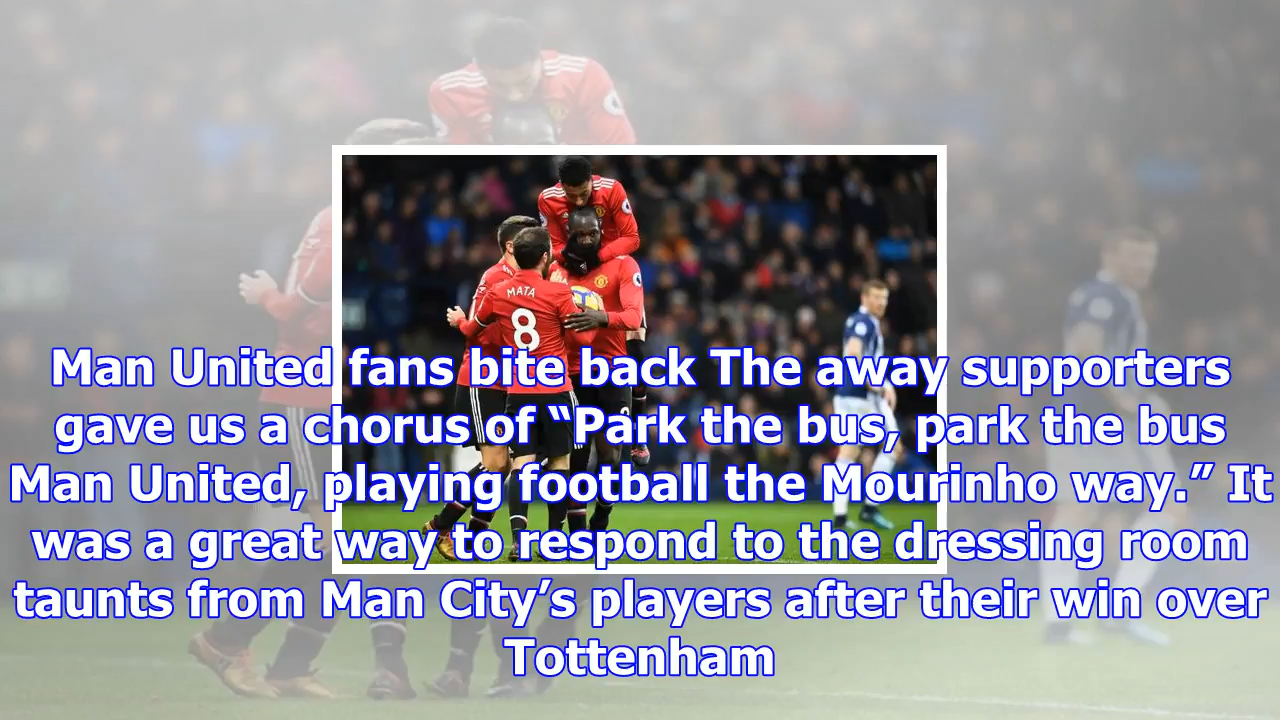 MATA
8
Man United fans bite back The away supporters
gave us a chorus of “Park the bus, park the bus
Man United, playing football the Mourinho way.” It
was a great way to respond to the dressing room
taunts from Man City’s players after their win over
Tottenham